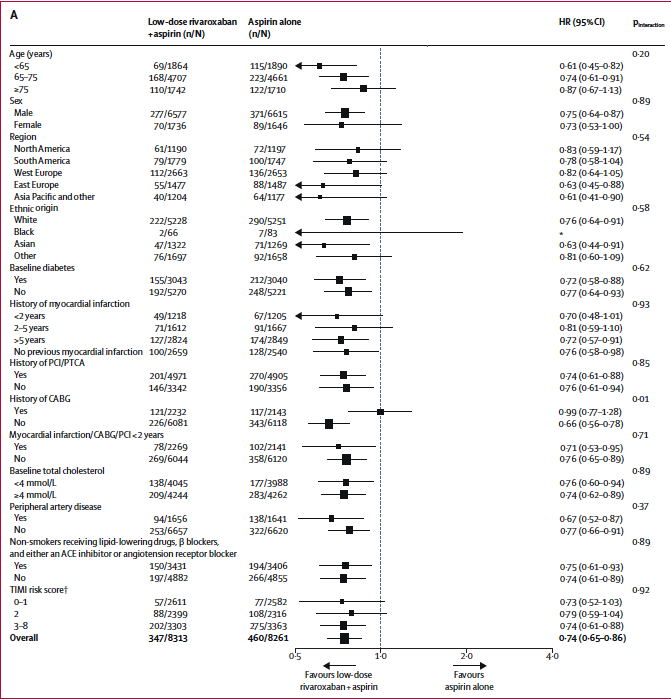 A
Low-dose rivaroxaban Aspirin alone HR (95% CI) pinteraction
+aspirin (n/N) (n/N)
Age (years) 0·20
<65 69/1864 115/1890 0·61 (0·45–0·82)
65–75 168/4707 223/4661 0·74 (0·61–0·91)
≥75 110/1742 122/1710 0·87 (0·67–1·13)
Sex 0·89
Male 277/6577 371/6615 0·75 (0·64–0·87)
Female 70/1736 89/1646 0·73 (0·53–1·00)
Region 0·54
North America 61/1190 72/1197 0·83 (0·59–1·17)
South America 79/1779 100/1747 0·78 (0·58–1·04)
West Europe 112/2663 136/2653 0·82 (0·64–1·05)
East Europe 55/1477 88/1487 0·63 (0·45–0·88)
Asia Pacific and other 40/1204 64/1177 0·61 (0·41–0·90)
Ethnic origin 0·58
White 222/5228 290/5251 0·76 (0·64–0·91)
Black 2/66 7/83 *
Asian 47/1322 71/1269 0·63 (0·44–0·91)
Other 76/1697 92/1658 0·81 (0·60–1·09)
Baseline diabetes 0·62
Yes 155/3043 212/3040 0·72 (0·58–0·88)
No 192/5270 248/5221 0·77 (0·64–0·93)
History of myocardial infarction 0·93
<2 years 49/1218 67/1205 0·70 (0·48–1·01)
2–5 years 71/1612 91/1667 0·81 (0·59–1·10)
>5 years 127/2824 174/2849 0·72 (0·57–0·91)
No previous myocardial infarction 100/2659 128/2540 0·76 (0·58–0·98)
History of PCI/PTCA 0·85
Yes 201/4971 270/4905 0·74 (0·61–0·88)
No 146/3342 190/3356 0·76 (0·61–0·94)
History of CABG 0·01
Yes 121/2232 117/2143 0·99 (0·77–1·28)
No 226/6081 343/6118 0·66 (0·56–0·78)
Myocardial infarction/CABG/PCI <2 years 0·71
Yes 78/2269 102/2141 0·71 (0·53–0·95)
No 269/6044 358/6120 0·76 (0·65–0·89)
Baseline total cholesterol 0·89
<4 mmol/L 138/4045 177/3988 0·76 (0·60–0·94)
≥4 mmol/L 209/4244 283/4262 0·74 (0·62–0·89)
Peripheral artery disease 0·37
Yes 94/1656 138/1641 0·67 (0·52–0·87)
No 253/6657 322/6620 0·77 (0·66–0·91)
Non-smokers receiving lipid-lowering drugs, β blockers, 0·89
and either an ACE inhibitor or angiotension receptor blocker
Yes 150/3431 194/3406 0·75 (0·61–0·93)
No 197/4882 266/4855 0·74 (0·61–0·89)
TIMI risk score† 0·92
0–1 57/2611 77/2582 0·73 (0·52–1·03)
2 88/2399 108/2316 0·79 (0·59–1·04)
3–8 202/3303 275/3363 0·74 (0·61–0·88)
Overall 347/8313 460/8261 0·74 (0·65–0·86)
0·5 1·0 2·0 4·0
Favours low-dose Favours
rivaroxaban+aspirin aspirin alone